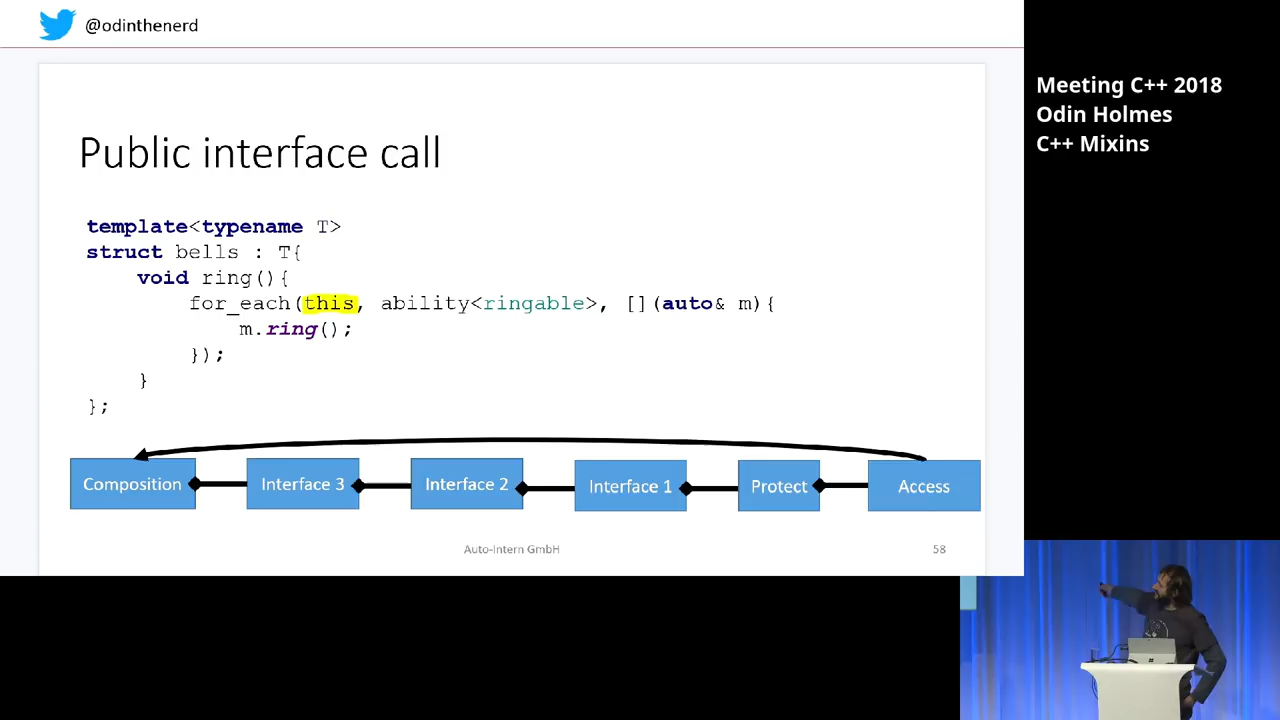 @odinthenerd
Meeting C++ 2018
Odin Holmes
C++ Mixins
Public interface call
template<typename T>
struct bells : T{
    void ring(){
        for_each(this, ability<ringable>, [](auto& m){
            m.ring();
        });
    }
};
Composition
Interface 3
Interface 2
Interface 1
Protect
Access
Auto-Intern GmbH
58